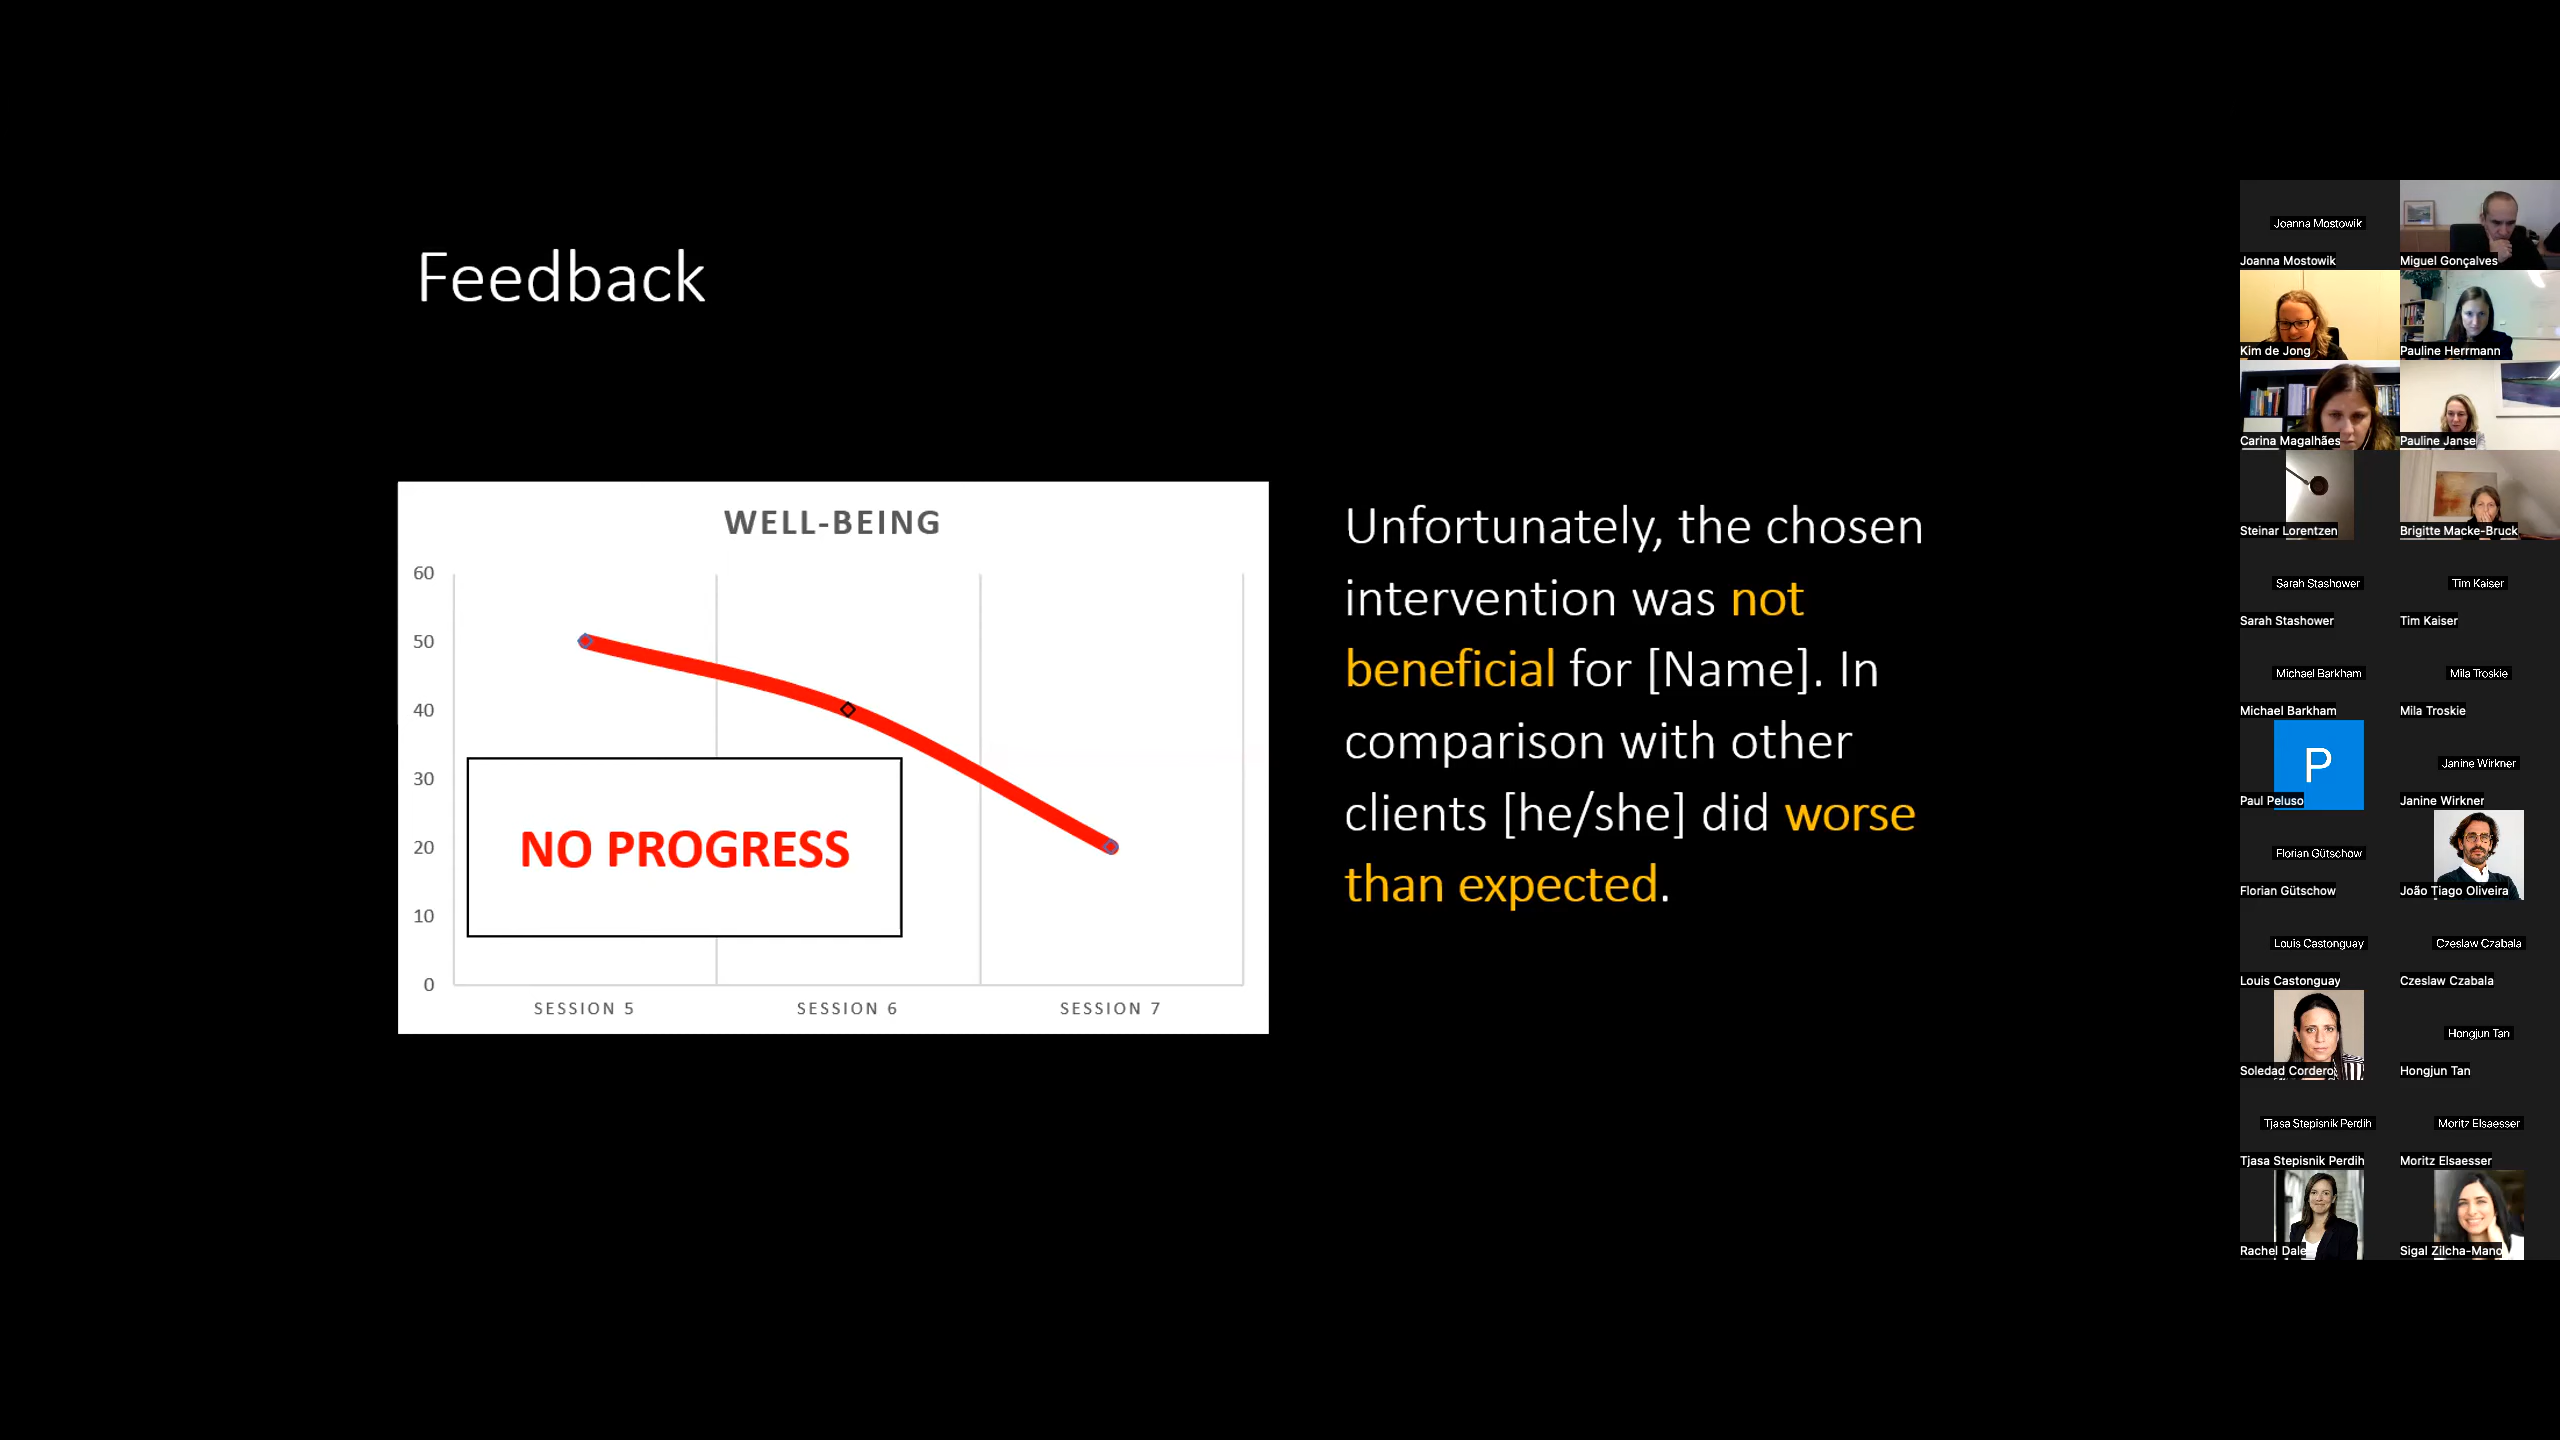 Feedback
WELL-BEING
60
50
40
30
20
10
0
NO PROGRESS
SESSION 5 SESSION 6 SESSION 7
Unfortunately, the chosen
intervention was not
beneficial for [Name]. In
comparison with other
clients [he/she] did worse
than expected.
Joanna Mostowik
Joanna Mostowik
Miguel Gonçalves
Kim de Jong
Pauline Herrmann
Carina Magalhães
Pauline Janse
Steinar Lorentzen
Brigitte Macke-Bruck
Sarah Stashower
Sarah Stashower
Tim Kaiser
Tim Kaiser
Michael Barkham
Michael Barkham
Mila Troskie
Mila Troskie
P
Paul Peluso
Janine Wirkner
Janine Wirkner
Florian Gütschow
Florian Gütschow
João Tiago Oliveira
Louis Castonguay
Louis Castonguay
Czeslaw Czabala
Czeslaw Czabala
Soledad Cordero
Hongjun Tan
Hongjun Tan
Tjasa Stepisnik Perdih
Tjasa Stepisnik Perdih
Moritz Elsaesser
Moritz Elsaesser
Rachel Dale
Sigal Zilcha-Mano